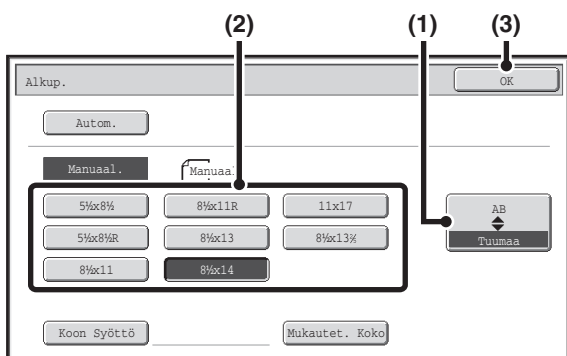 (2) (1) (3)
Alkup. OK
Autom.
Manuaal. Manuaal
5½x8½ 8½x11R 11x17
5½x8½R 8½x13 8½x13⅖
8½x11 8½x14
AB
Tuumaa
Koon Syöttö Mukautet. Koko